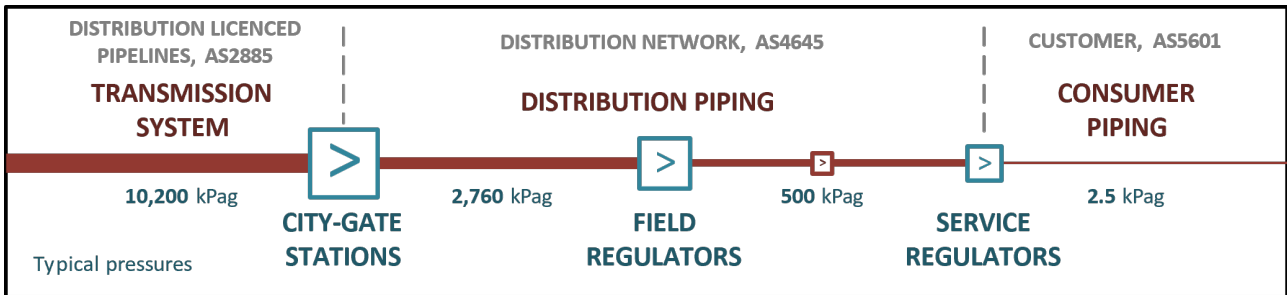 DISTRIBUTION LICENCED
PIPELINES, AS2885
TRANSMISSION
SYSTEM
DISTRIBUTION NETWORK, AS4645
DISTRIBUTION PIPING
CUSTOMER, AS5601
CONSUMER
PIPING
>
>
>
>
10,200 kPag
2,760 kPag
500 kPag
2.5 kPag
CITY-GATE
STATIONS
FIELD
REGULATORS
SERVICE
REGULATORS
Typical pressures